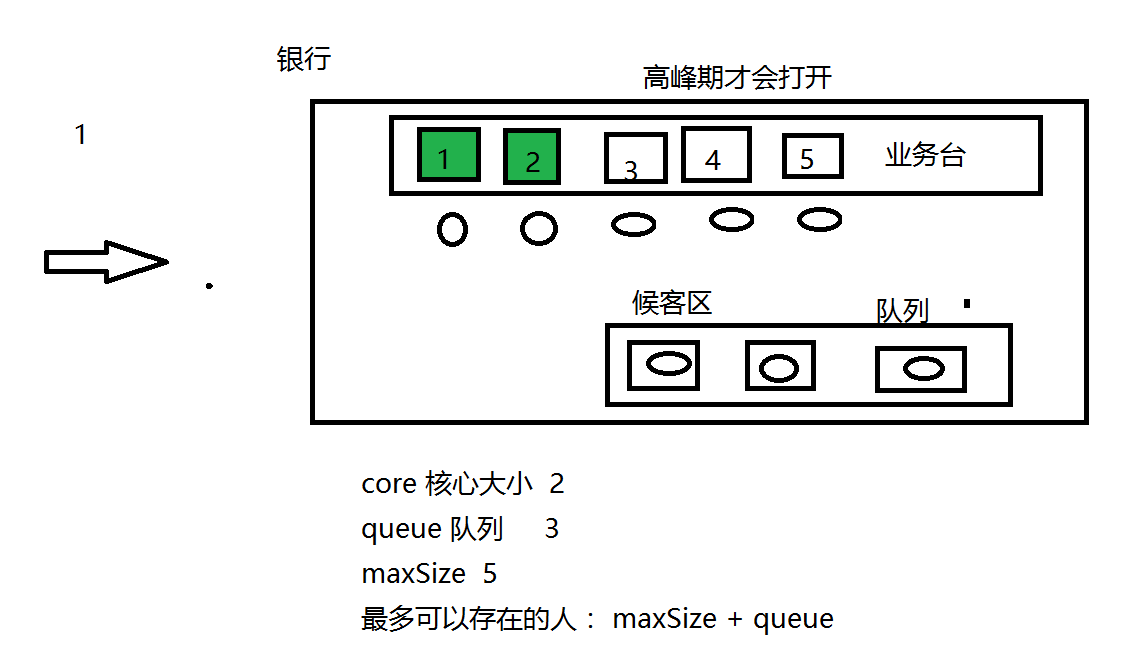 银行
高峰期才会打开
1
1 2 3 4 5 业务台
候客区 队列
core 核心大小 2
queue 队列 3
maxSize 5
最多可以存在的人： maxSize + queue